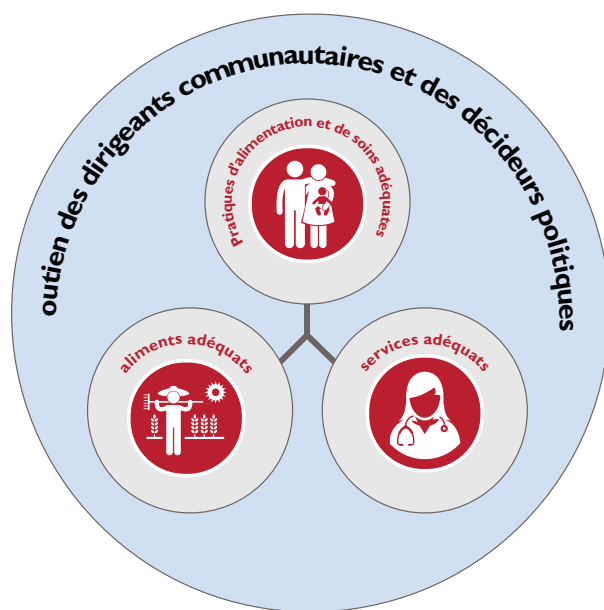 outien des dirigeants communautaires et des décideurs politiques
Pratiques d'alimentation et de soins adéquates
aliments adéquats
services adéquats